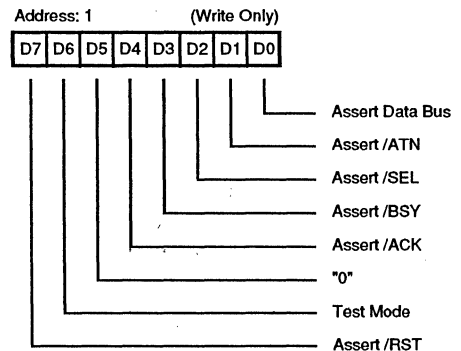 Address: 1 (Write Only)
D7 D6 D5 D4 D3 D2 D1 D0
Assert Data Bus
Assert /ATN
Assert /SEL
Assert /BSY
Assert /ACK
"0"
Test Mode
Assert /RST